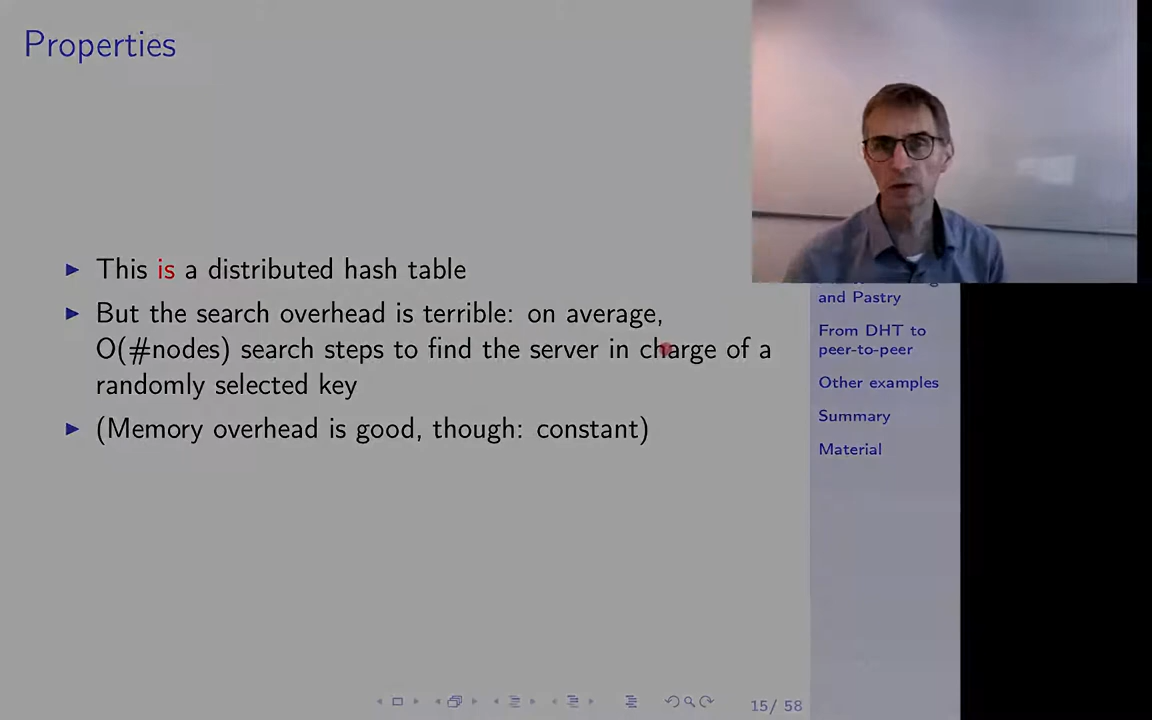 Properties
This is a distributed hash table
But the search overhead is terrible: on average,
O(#nodes) search steps to find the server in charge of a
randomly selected key
(Memory overhead is good, though: constant)
and Pastry
From DHT to
peer-to-peer
Other examples
Summary
Material
15/ 58